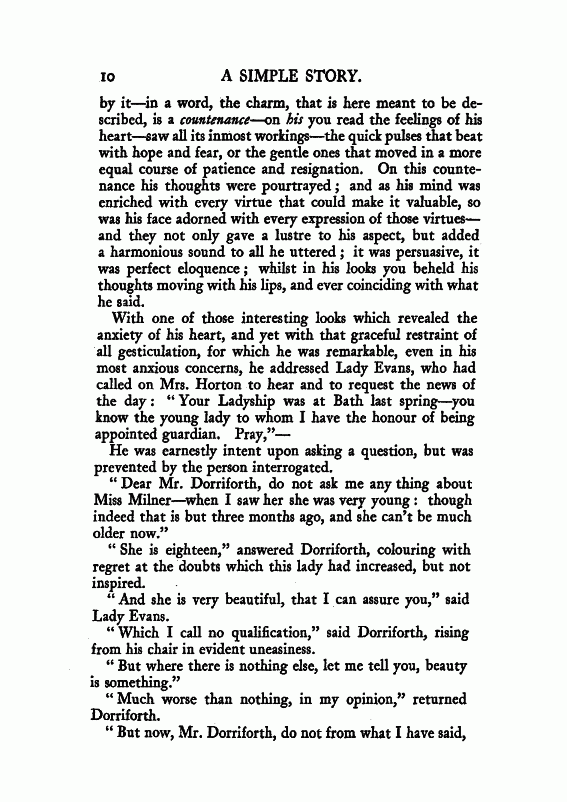 10 A SIMPLE STORY.
by it—in a word, the charm, that is here meant to be de-
scribed, is a countenance—on his you read the feelings of his
heart—saw all its inmost workings—the quick pulses that beat
with hope and fear, or the gentle ones that moved in a more
equal course of patience and resignation. On this counte-
nance his thoughts were pourtrayed; and as his mind was
enriched with every virtue that could make it valuable, so
was his face adorned with every expression of those virtues—
and they not only gave a lustre to his aspect, but added
a harmonious sound to all he uttered; it was persuasive, it
was perfect eloquence; whilst in his looks you beheld his
thoughts moving with his lips, and ever coinciding with what
he said.
With one of those interesting looks which revealed the
anxiety of his heart, and yet with that graceful restraint of
all gesticulation, for which he was remarkable, even in his
most anxious concerns, he addressed Lady Evans, who had
called on Mrs. Horton to hear and to request the news of
the day: "Your Ladyship was at Bath last spring—you
know the young lady to whom I have the honour of being
appointed guardian. Pray,"—
He was earnestly intent upon asking a question, but was
prevented by the person interrogated.
"Dear Mr. Dorriforth, do not ask me any thing about
Miss Milner—when I saw her she was very young: though
indeed that is but three months ago, and she can't be much
older now."
"She is eighteen," answered Dorriforth, colouring with
regret at the doubts which this lady had increased, but not
inspired.
"And she is very beautiful, that I can assure you," said
Lady Evans.
"Which I call no qualification," said Dorriforth, rising
from his chair in evident uneasiness.
"But where there is nothing else, let me tell you, beauty
is something."
"Much worse than nothing, in my opinion," returned
Dorriforth.
"But now, Mr. Dorriforth, do not from what I have said,